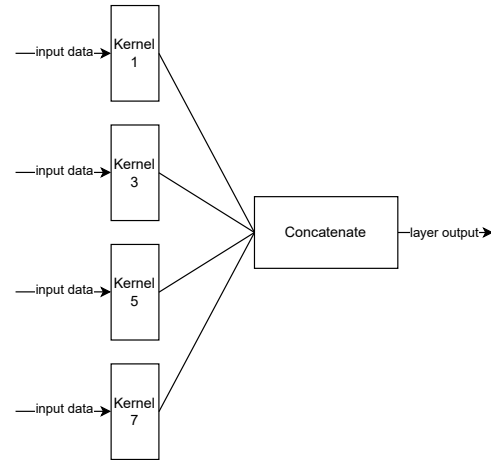 input data
Kernel
1
input data
Kernel
3
Concatenate
layer output
input data
Kernel
5
input data
Kernel
7